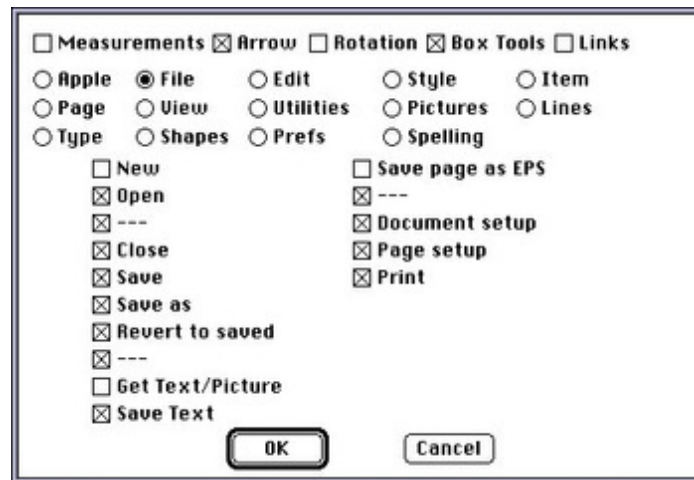 Measurements Arrow Rotation Box Tools Links
Apple File Edit Style Item
Page View Utilities Pictures Lines
Type Shapes Prefs Spelling
New Save page as EPS
Open ---
--- Document setup
Close Page setup
Save Print
Save as
Revert to saved
---
Get Text/Picture
Save Text
OK Cancel